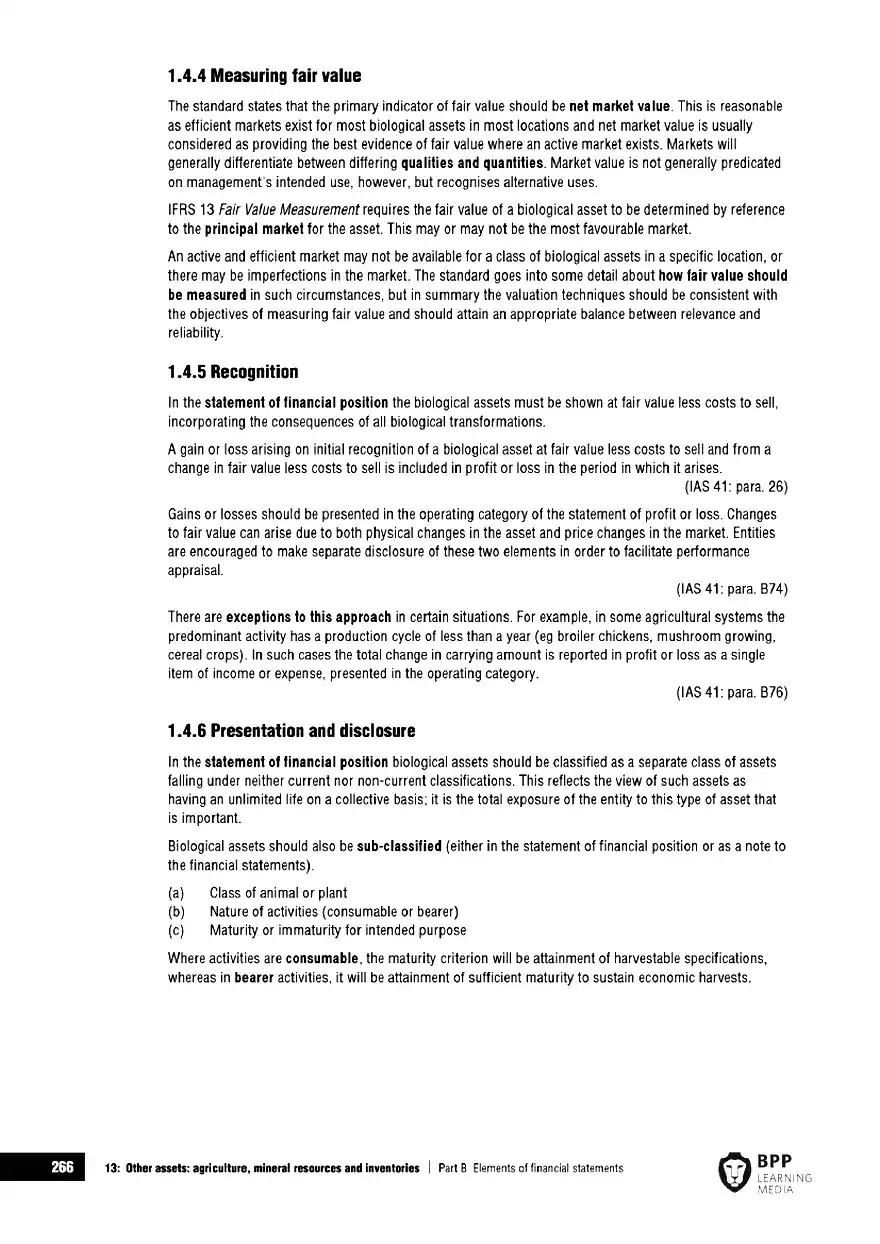 1.4.4 Measuring fair value
The standard states that the primary indicator of fair value should be net market value. This is reasonable
as efficient markets exist for most biological assets in most locations and net market value is usually
considered as providing the best evidence of fair value where an active market exists. Markets will
generally differentiate between differing qualities and quantities. Market value is not generally predicated
on management's intended use, however, but recognises alternative uses.
IFRS 13 Fair Value Measurement requires the fair value of a biological asset to be determined by reference
to the principal market for the asset. This may or may not be the most favourable market.
An active and efficient market may not be available for a class of biological assets in a specific location, or
there may be imperfections in the market. The standard goes into some detail about how fair value should
be measured in such circumstances, but in summary the valuation techniques should be consistent with
the objectives of measuring fair value and should attain an appropriate balance between relevance and
reliability.
1.4.5 Recognition
In the statement of financial position the biological assets must be shown at fair value less costs to sell,
incorporating the consequences of all biological transformations.
A gain or loss arising on initial recognition of a biological asset at fair value less costs to sell and from a
change in fair value less costs to sell is included in profit or loss in the period in which it arises.
(IAS 41: para. 26)
Gains or losses should be presented in the operating category of the statement of profit or loss. Changes
to fair value can arise due to both physical changes in the asset and price changes in the market. Entities
are encouraged to make separate disclosure of these two elements in order to facilitate performance
appraisal.
(IAS 41: para. B74)
There are exceptions to this approach in certain situations. For example, in some agricultural systems the
predominant activity has a production cycle of less than a year (eg broiler chickens, mushroom growing,
cereal crops). In such cases the total change in carrying amount is reported in profit or loss as a single
item of income or expense, presented in the operating category.
(IAS 41: para. B76)
1.4.6 Presentation and disclosure
In the statement of financial position biological assets should be classified as a separate class of assets
falling under neither current nor non-current classifications. This reflects the view of such assets as
having an unlimited life on a collective basis; it is the total exposure of the entity to this type of asset that
is important.
Biological assets should also be sub-classified (either in the statement of financial position or as a note to
the financial statements).
(a) Class of animal or plant
(b) Nature of activities (consumable or bearer)
(c) Maturity or immaturity for intended purpose
Where activities are consumable, the maturity criterion will be attainment of harvestable specifications,
whereas in bearer activities, it will be attainment of sufficient maturity to sustain economic harvests.
266 13: Other assets: agriculture, mineral resources and inventories | Part B Elements of financial statements
BPP
LEARNING
MEDIA